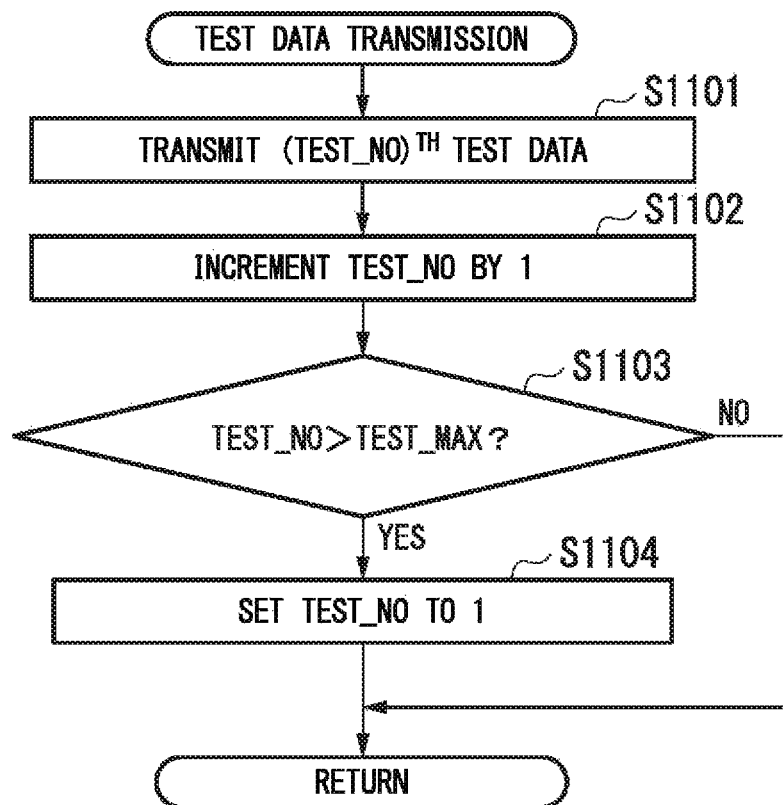 TEST DATA TRANSMISSION
S1101
TRANSMIT (TEST_NO)TH TEST DATA
S1102
INCREMENT TEST_NO BY 1
S1103
TEST_NO>TEST_MAX?
NO
YES
S1104
SET TEST_NO TO 1
RETURN